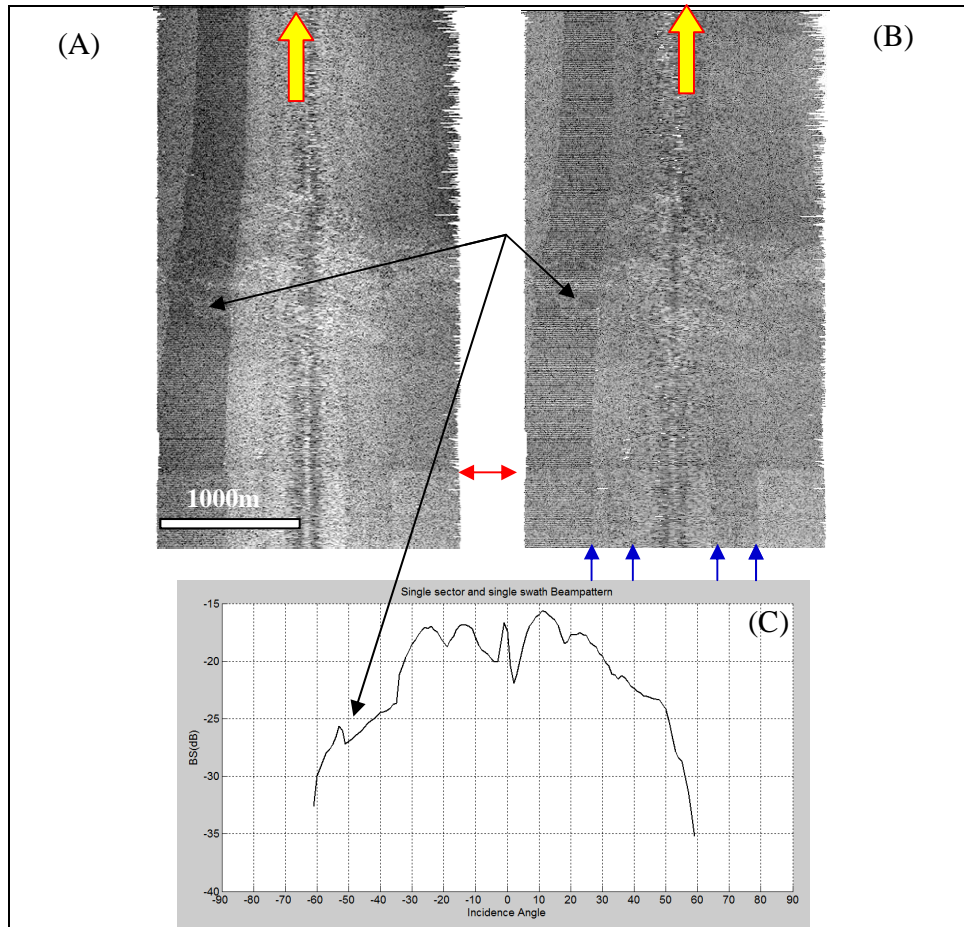 (A)
(B)
1000m
Single sector and single swath Beampattern
(C)
BS(dB)
-15
-20
-25
-30
-35
-40
-90 -80 -70 -60 -50 -40 -30 -20 -10 0 10 20 30 40 50 60 70 80 90
Incidence Angle